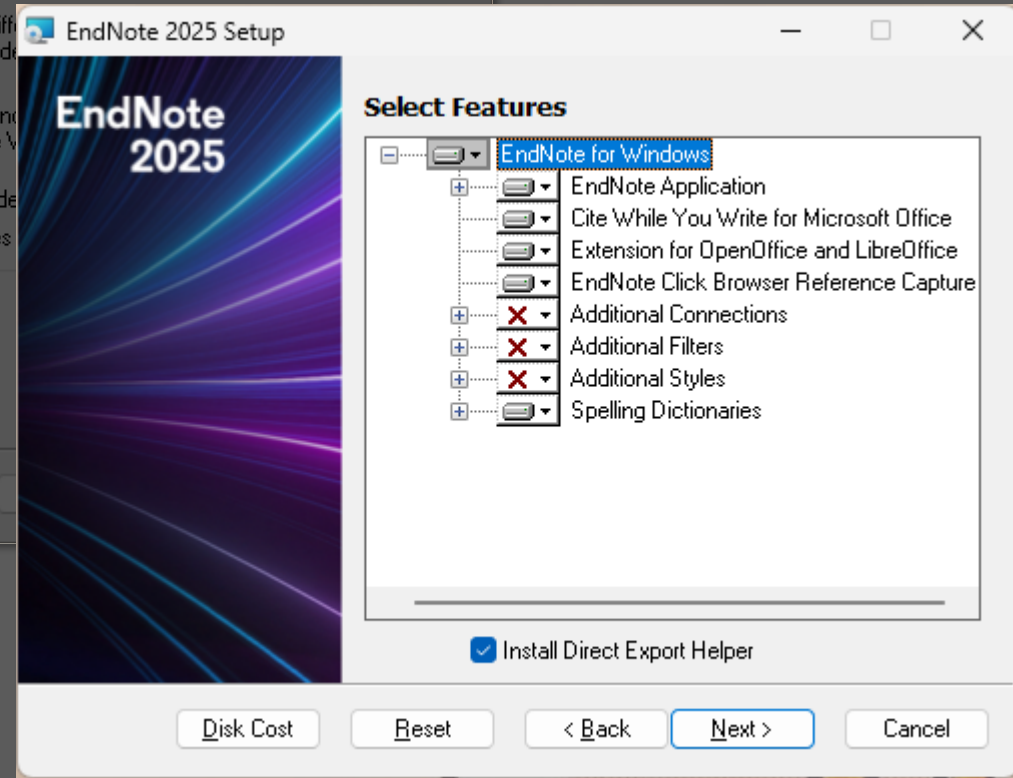 EndNote 2025 Setup
EndNote
2025
Select Features
EndNote for Windows
EndNote Application
Cite While You Write for Microsoft Office
Extension for OpenOffice and LibreOffice
EndNote Click Browser Reference Capture
Additional Connections
Additional Filters
Additional Styles
Spelling Dictionaries
Install Direct Export Helper
Disk Cost
Reset
< Back
Next >
Cancel